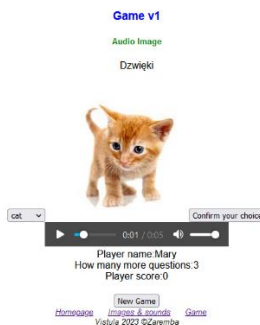 Game v1
Audio Image
Dzwięki
cat
Confirm your choice
0:01 / 0:05
Player name:Mary
How many more questions:3
Player score:0
New Game
Homepage Images & sounds Game
Vistula 2023 ©Zaremba